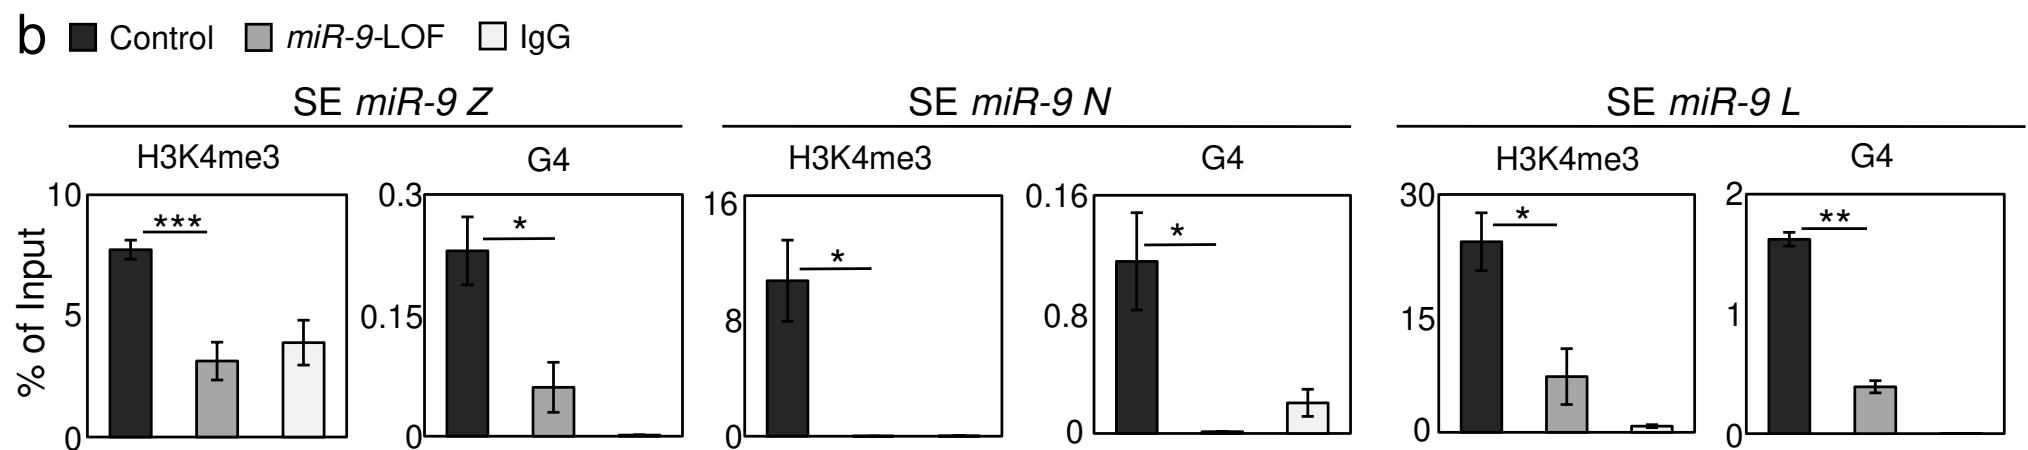 b Control miR-9-LOF IgG
SE miR-9 Z SE miR-9 N SE miR-9 L
H3K4me3 G4 H3K4me3 G4 H3K4me3 G4
% of Input
10 0.3 16 0.16 30 2
*** * * * * **
5 0.15 8 0.8 15 1
0 0 0 0 0 0